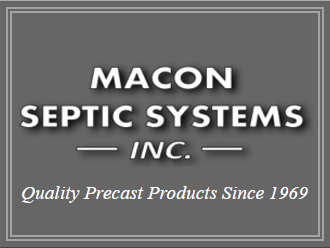 MACON
SEPTIC SYSTEMS
INC.
Quality Precast Products Since 1969